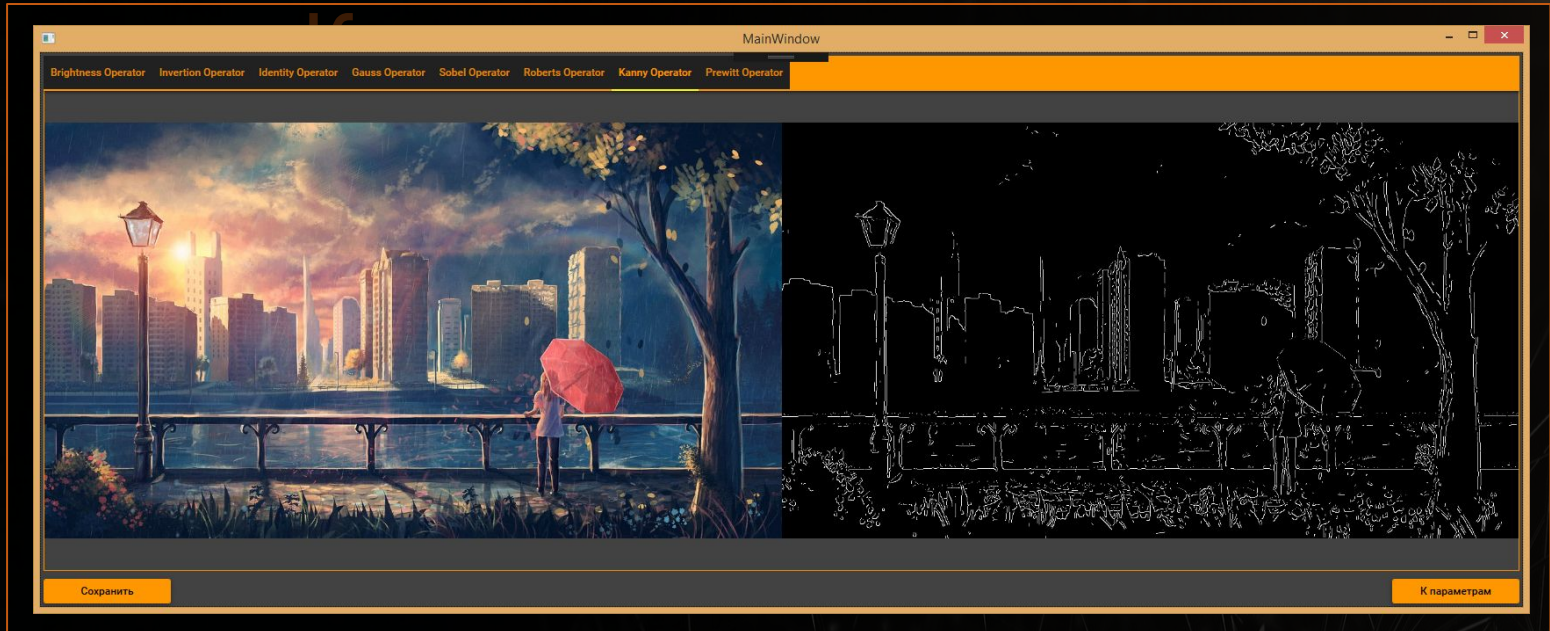 MainWindow
Brightness Operator Invertion Operator Identity Operator Gauss Operator Sobel Operator Roberts Operator Kanny Operator Prewitt Operator
Сохранить К параметрам